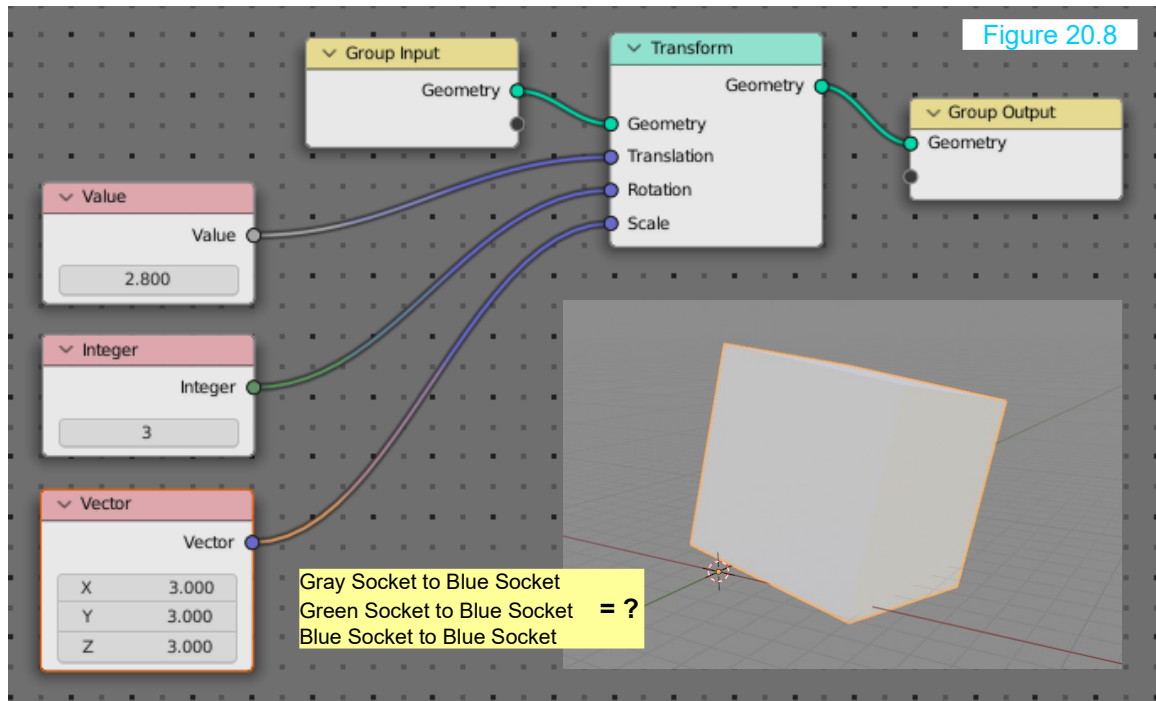 Figure 20.8
Group Input
Geometry
Transform
Geometry
Geometry
Translation
Rotation
Scale
Group Output
Geometry
Value
Value
2.800
Integer
Integer
3
Vector
Vector
X 3.000
Y 3.000
Z 3.000
Gray Socket to Blue Socket
Green Socket to Blue Socket = ?
Blue Socket to Blue Socket